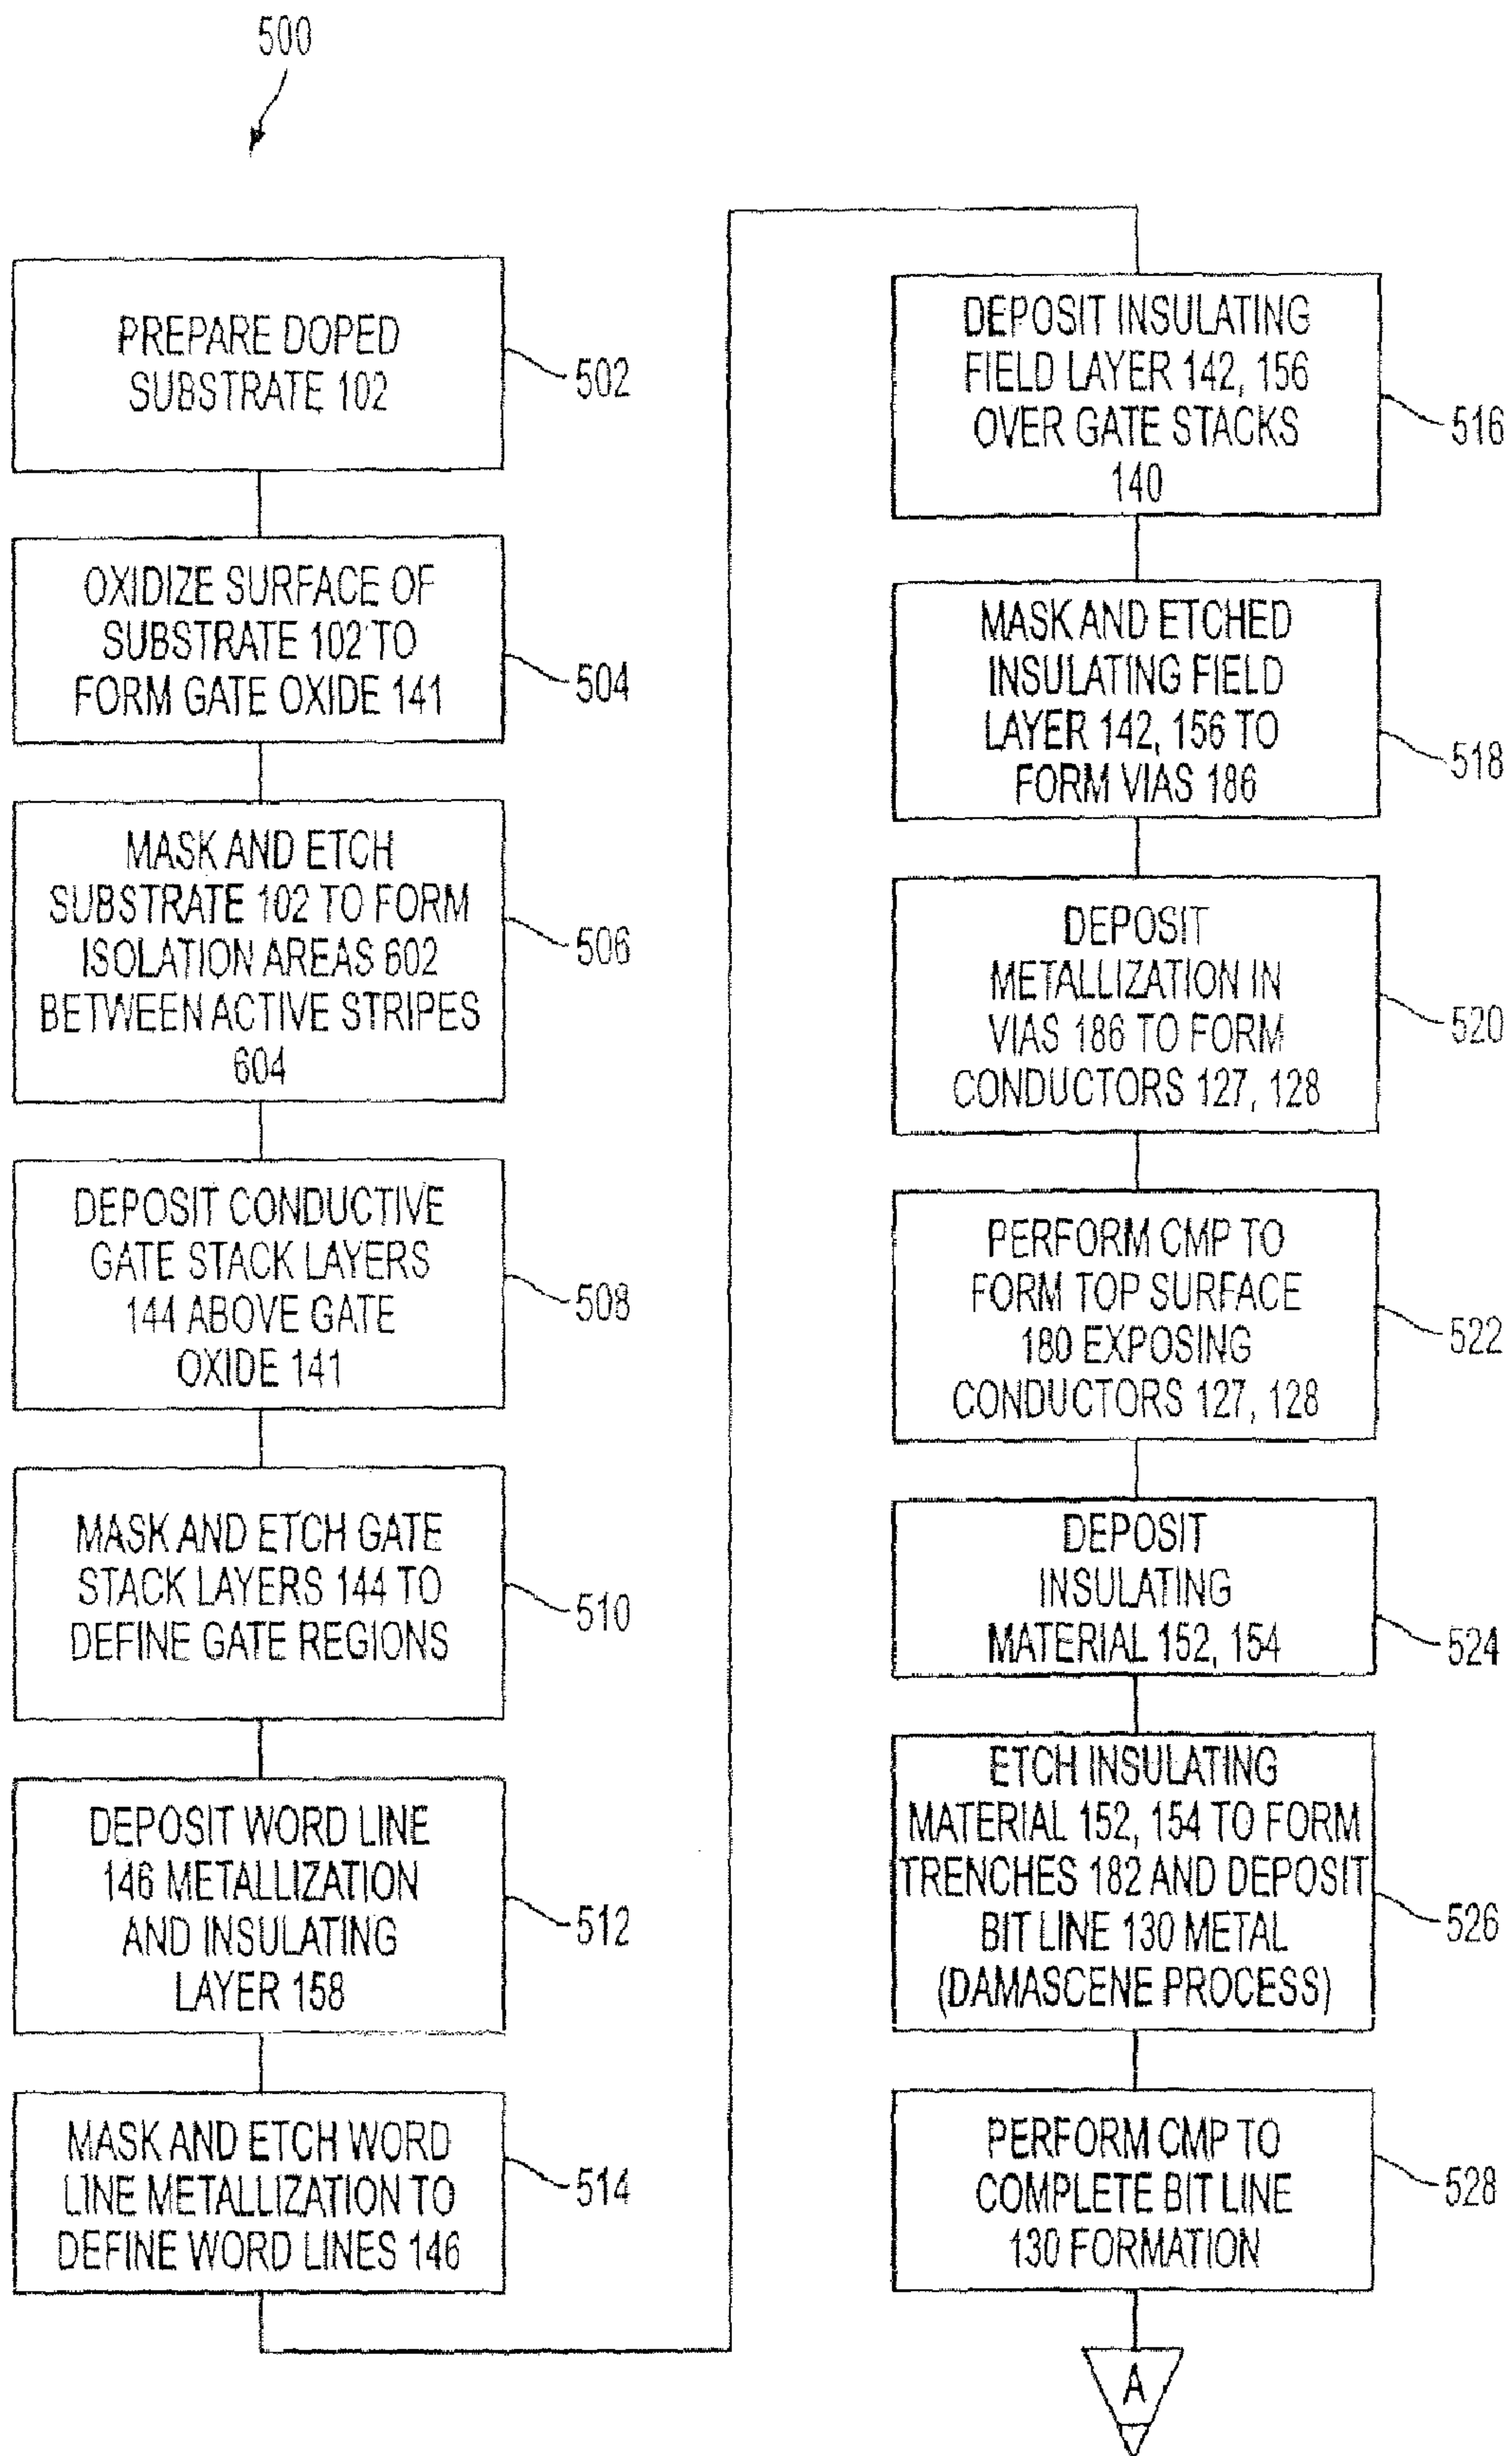 500
PREPARE DOPED
SUBSTRATE 102
502
OXIDIZE SURFACE OF
SUBSTRATE 102 TO
FORM GATE OXIDE 141
504
MASK AND ETCH
SUBSTRATE 102 TO FORM
ISOLATION AREAS 602
BETWEEN ACTIVE STRIPES
604
506
DEPOSIT CONDUCTIVE
GATE STACK LAYERS
144 ABOVE GATE
OXIDE 141
508
MASK AND ETCH GATE
STACK LAYERS 144 TO
DEFINE GATE REGIONS
510
DEPOSIT WORD LINE
146 METALLIZATION
AND INSULATING
LAYER 158
512
MASK AND ETCH WORD
LINE METALLIZATION TO
DEFINE WORD LINES 146
514
DEPOSIT INSULATING
FIELD LAYER 142, 156
OVER GATE STACKS
140
516
MASK AND ETCHED
INSULATING FIELD
LAYER 142, 156 TO
FORM VIAS 186
518
DEPOSIT
METALLIZATION IN
VIAS 186 TO FORM
CONDUCTORS 127, 128
520
PERFORM CMP TO
FORM TOP SURFACE
180 EXPOSING
CONDUCTORS 127, 128
522
DEPOSIT
INSULATING
MATERIAL 152, 154
524
ETCH INSULATING
MATERIAL 152, 154 TO FORM
TRENCHES 182 AND DEPOSIT
BIT LINE 130 METAL
(DAMASCENE PROCESS)
526
PERFORM CMP TO
COMPLETE BIT LINE
130 FORMATION
528
A